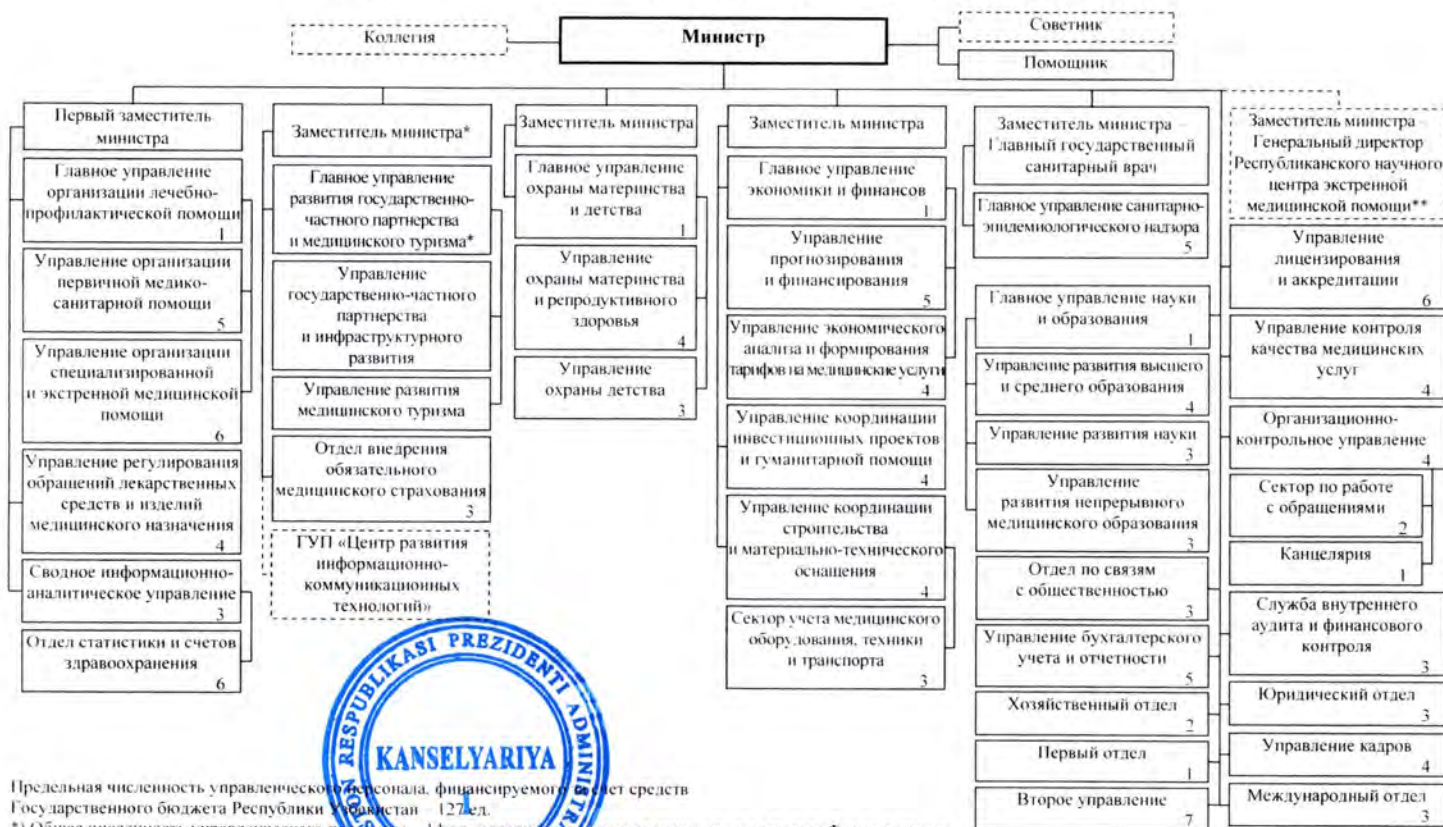 Коллегия
Министр
Советник
Помощник
Первый заместитель
министра
Главное управление
организации лечебно-
профилактической помощи
1
Управление организации
первичной медико-
санитарной помощи
5
Управление организации
специализированной
и экстренной медицинской
помощи
6
Управление регулирования
обращений лекарственных
средств и изделий
медицинского назначения
4
Сводное информационно-
аналитическое управление
3
Отдел статистики и счетов
здравоохранения
6
Заместитель министра*
Главное управление
развития государственно-
частного партнерства
и медицинского туризма*
Управление
государственно-частного
партнерства
и инфраструктурного
развития
Управление развития
медицинского туризма
Отдел внедрения
обязательного
медицинского страхования
3
ГУП «Центр развития
информационно-
коммуникационных
технологий»
Заместитель министра
Главное управление
охраны материнства
и детства
1
Управление
охраны материнства
и репродуктивного
здоровья
4
Управление
охраны детства
3
Заместитель министра
Главное управление
экономики и финансов
1
Управление
прогнозирования
и финансирования
5
Управление экономического
анализа и формирования
тарифов на медицинские услуги
4
Управление координации
инвестиционных проектов
и гуманитарной помощи
4
Управление координации
строительства
и материально-технического
оснащения
4
Сектор учета медицинского
оборудования, техники
и транспорта
3
Заместитель министра
Главный государственный
санитарный врач
Главное управление санитарно-
эпидемиологического надзора
5
Главное управление науки
и образования
1
Управление развития высшего
и среднего образования
4
Управление развития науки
3
Управление
развития непрерывного
медицинского образования
3
Отдел по связям
с общественностью
3
Управление бухгалтерского
учета и отчетности
5
Хозяйственный отдел
2
Первый отдел
1
Второе управление
7
Заместитель министра
Генеральный директор
Республиканского научного
центра экстренной
медицинской помощи**
Управление
лицензирования
и аккредитации
6
Управление контроля
качества медицинских
услуг
4
Организационно-
контрольное управление
4
Сектор по работе
с обращениями
2
Канцелярия
1
Служба внутреннего
аудита и финансового
контроля
3
Юридический отдел
3
Управление кадров
4
Международный отдел
3
RESPUBLIKASI PREZIDENTI
KANSELYARIYA
1
Предельная численность управленческого персонала, финансируемого за счет средств
Государственного бюджета Республики Узбекистан 127 ед.